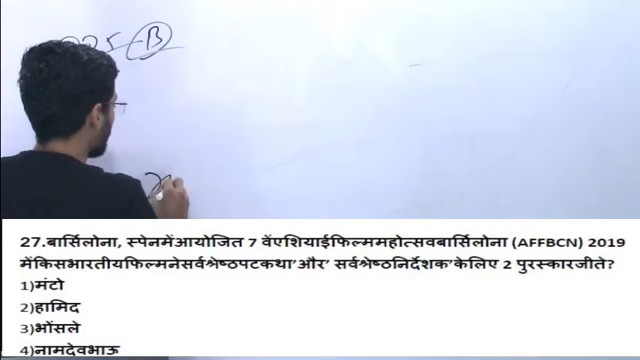 B
27.बार्सिलोना, स्पेनमेंआयोजित 7 वेंएशियाईफिल्ममहोत्सवबार्सिलोना (AFFBCN) 2019
मेंकिसभारतीयफिल्मनेसर्वश्रेष्ठपटकथा'और' सर्वश्रेष्ठनिर्देशक'केलिए 2 पुरस्कारजीते?
1)मंटो
2)हामिद
3)भोंसले
4)नामदेवभाऊ